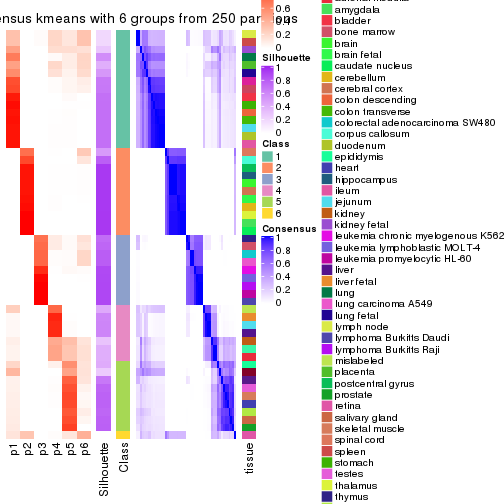 ensus kmeans with 6 groups from 250 par
ons
0.6
0.4
0.2
0
Silhouette
1
0.8
0.6
0.4
0.2
0
Class
1
2
3
4
5
6
Consensus
1
0.8
0.6
0.4
0.2
0
amygdala
bladder
bone marrow
brain
brain fetal
caudate nucleus
cerebellum
cerebral cortex
colon descending
colon transverse
colorectal adenocarcinoma SW480
corpus callosum
duodenum
epididymis
heart
hippocampus
ileum
jejunum
kidney
kidney fetal
leukemia chronic myelogenous K562
leukemia lymphoblastic MOLT-4
leukemia promyelocytic HL-60
liver
liver fetal
lung
lung carcinoma A549
lung fetal
lymph node
lymphoma Burkitts Daudi
lymphoma Burkitts Raji
mislabeled
placenta
postcentral gyrus
prostate
retina
salivary gland
skeletal muscle
spinal cord
spleen
stomach
testes
thalamus
thymus
p1
p2
p3
p4
p5
p6
Silhouette
Class
tissue